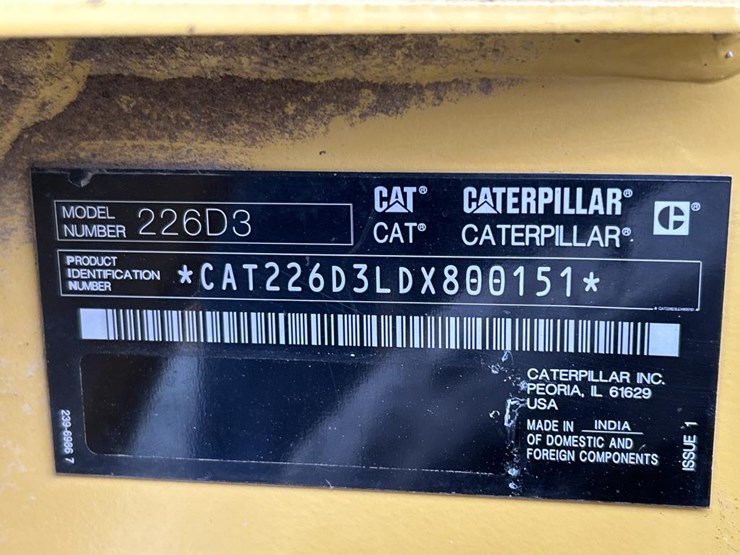 MODEL NUMBER 226D3
CAT® CATERPILLAR®
CAT® CATERPILLAR®
PRODUCT IDENTIFICATION NUMBER *CAT226D3LDX800151*
CATERPILLAR INC.
PEORIA, IL 61629
USA
MADE IN INDIA
OF DOMESTIC AND
FOREIGN COMPONENTS
239-6986 7
ISSUE 1